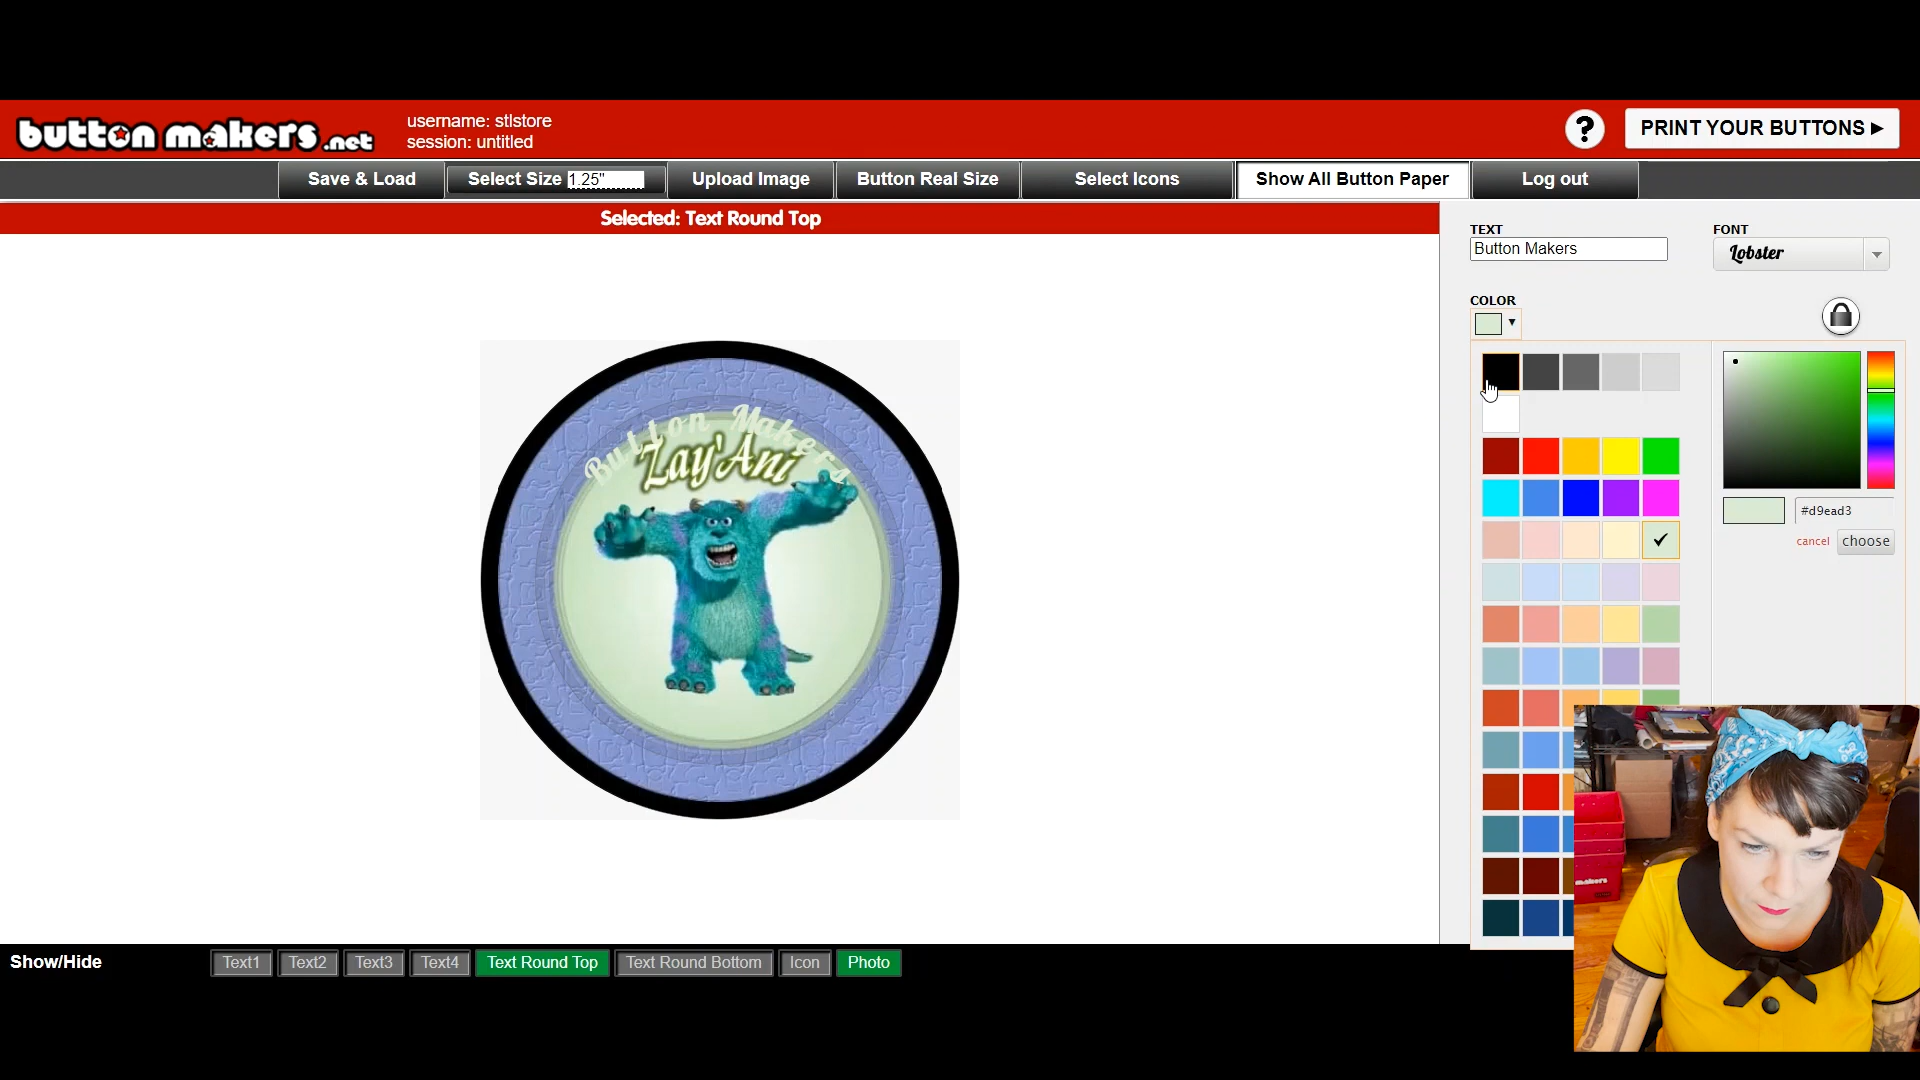 button makers.net
username: stlstore
session: untitled
?
PRINT YOUR BUTTONS ▶
Save & Load
Select Size 1.25"
Upload Image
Button Real Size
Select Icons
Show All Button Paper
Log out
Selected: Text Round Top
TEXT
Button Makers
FONT
Lobster
COLOR
Button Makers
Zay'Ani
#d9ead3
cancel
choose
makers
Show/Hide
Text1
Text2
Text3
Text4
Text Round Top
Text Round Bottom
Icon
Photo